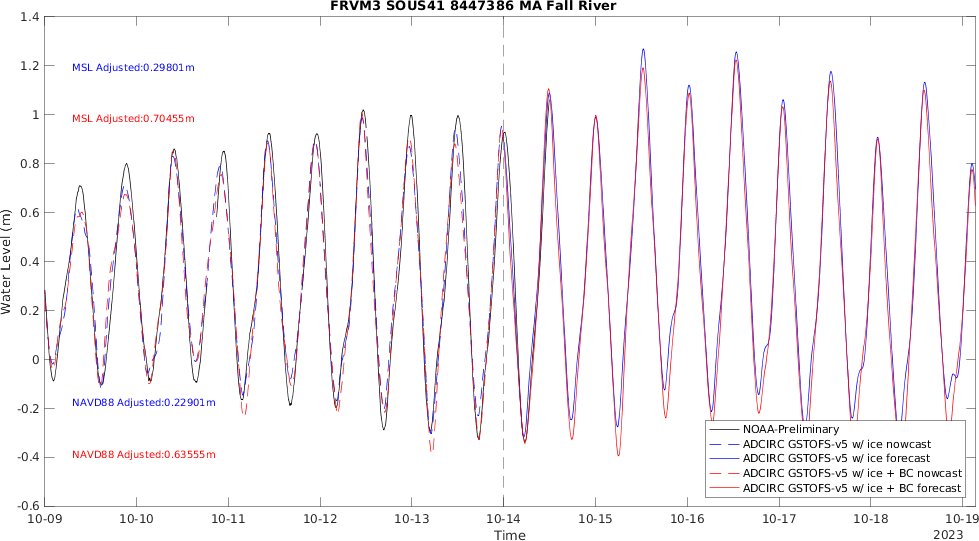 FRVM3 SOUS41 8447386 MA Fall River
1.4
1.2
1
0.8
0.6
0.4
0.2
0
-0.2
-0.4
-0.6
Water Level (m)
MSL Adjusted:0.29801m
MSL Adjusted:0.70455m
NAVD88 Adjusted:0.22901m
NAVD88 Adjusted:0.63555m
NOAA-Preliminary
ADCIRC GSTOFS-v5 w/ ice nowcast
ADCIRC GSTOFS-v5 w/ ice forecast
ADCIRC GSTOFS-v5 w/ ice + BC nowcast
ADCIRC GSTOFS-v5 w/ ice + BC forecast
10-09 10-10 10-11 10-12 10-13 10-14 10-15 10-16 10-17 10-18 10-19
Time
2023